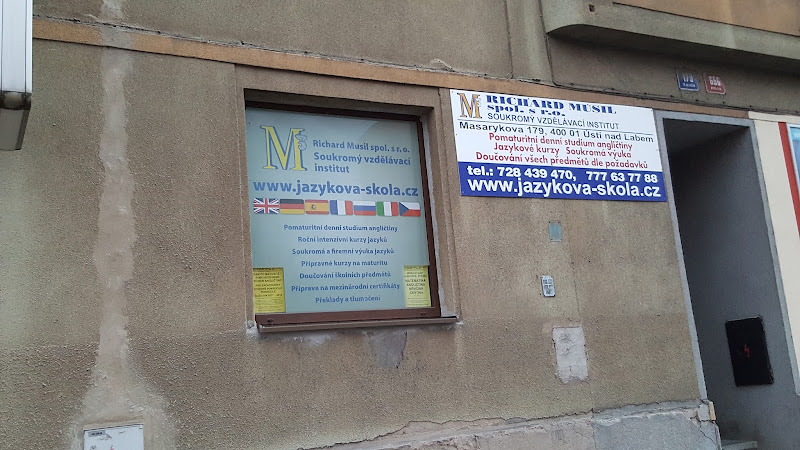 M
Richard Musil spol. s r.o.
Soukromý vzdělávací
institut
www.jazykova-skola.cz
Pomaturitní denní studium angličtiny
Roční intenzivní kurzy jazyků
Soukromá a firemní výuka jazyků
Přípravné kurzy na maturitu
Doučování školních předmětů
Příprava na mezinárodní certifikáty
Překlady a tlumočení
M
RICHARD MUSIL
spol. s r.o.
SOUKROMÝ VZDĚLÁVACÍ INSTITUT
Masarykova 179, 400 01 Ústí nad Labem
Pomaturitní denní studium angličtiny
Jazykové kurzy Soukromá výuka
Doučování všech předmětů dle požadavků
tel.: 728 439 470, 777 63 77 88
www.jazykova-skola.cz
179